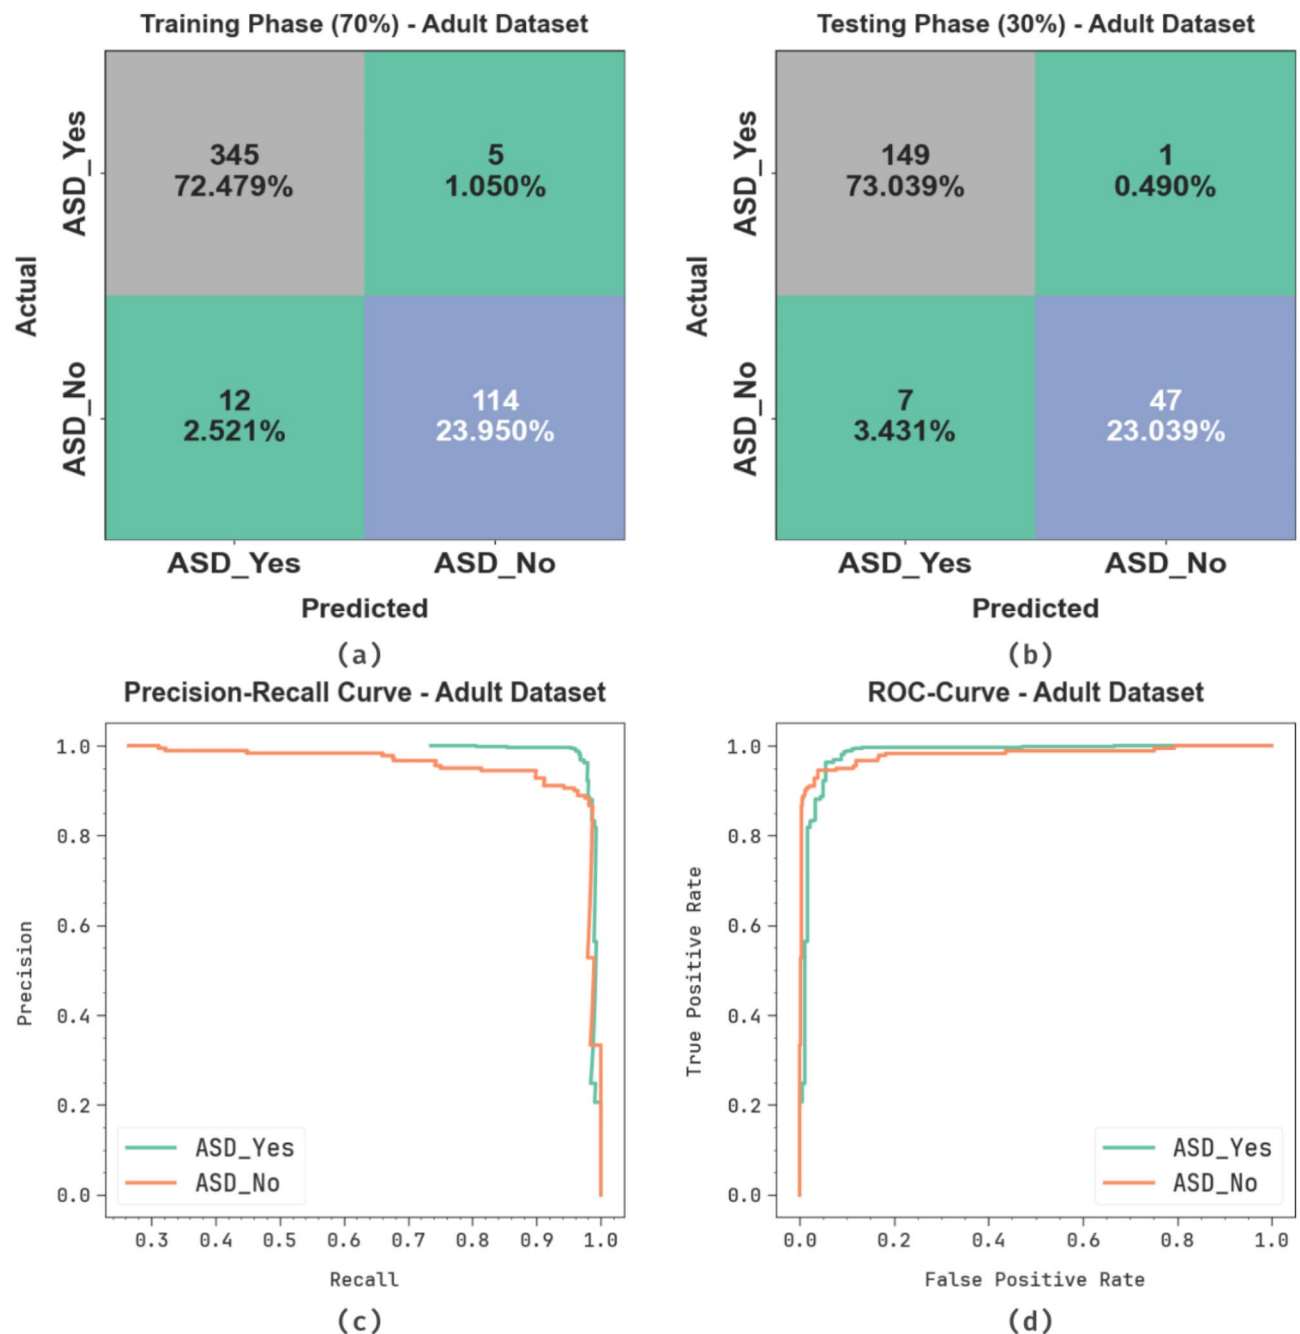 Training Phase (70%) - Adult Dataset
Actual
ASD_Yes
ASD_No
345
72.479%
5
1.050%
12
2.521%
114
23.950%
ASD_Yes
ASD_No
Predicted
(a)
Testing Phase (30%) - Adult Dataset
Actual
ASD_Yes
ASD_No
149
73.039%
1
0.490%
7
3.431%
47
23.039%
ASD_Yes
ASD_No
Predicted
(b)
Precision-Recall Curve - Adult Dataset
Precision
1.0
0.8
0.6
0.4
0.2
0.0
ASD_Yes
ASD_No
0.3 0.4 0.5 0.6 0.7 0.8 0.9 1.0
Recall
(c)
ROC-Curve - Adult Dataset
True Positive Rate
1.0
0.8
0.6
0.4
0.2
0.0
ASD_Yes
ASD_No
0.0 0.2 0.4 0.6 0.8 1.0
False Positive Rate
(d)